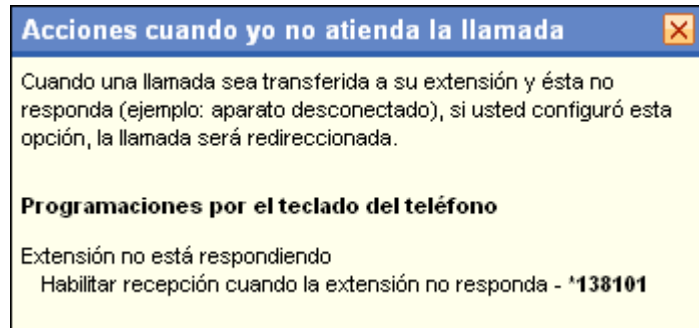 Acciones cuando yo no atienda la llamada
Cuando una llamada sea transferida a su extensión y ésta no
responda (ejemplo: aparato desconectado), si usted configuró esta
opción, la llamada será redireccionada.
Programaciones por el teclado del teléfono
Extensión no está respondiendo
Habilitar recepción cuando la extensión no responda - *138101